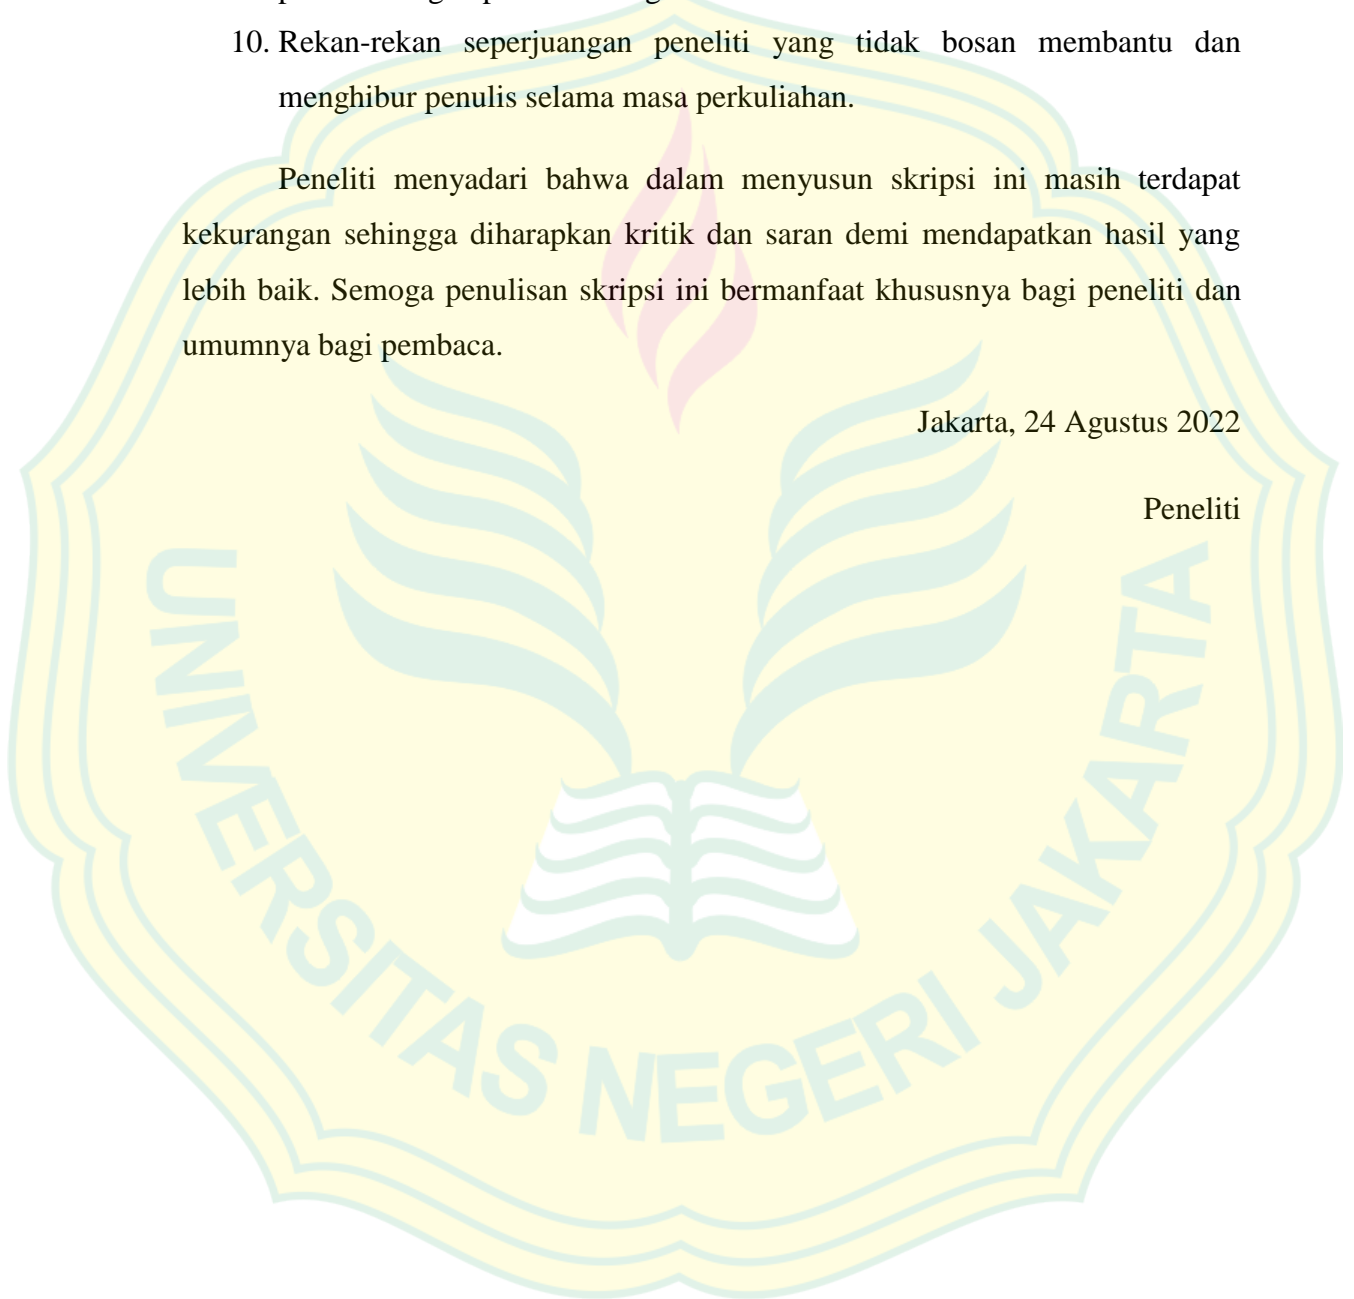 10. Rekan-rekan seperjuangan peneliti yang tidak bosan membantu dan
menghibur penulis selama masa perkuliahan.
Peneliti menyadari bahwa dalam menyusun skripsi ini masih terdapat
kekurangan sehingga diharapkan kritik dan saran demi mendapatkan hasil yang
lebih baik. Semoga penulisan skripsi ini bermanfaat khususnya bagi peneliti dan
umumnya bagi pembaca.
Jakarta, 24 Agustus 2022
Peneliti
UNIVERSITAS NEGERI JAKARTA